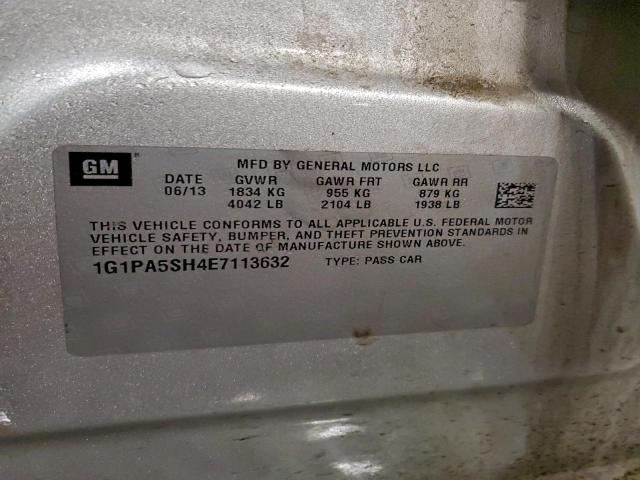 GM
MFD BY GENERAL MOTORS LLC
DATE GVWR GAWR FRT GAWR RR
06/13 1834 KG 955 KG 879 KG
4042 LB 2104 LB 1938 LB
THIS VEHICLE CONFORMS TO ALL APPLICABLE U.S. FEDERAL MOTOR
VEHICLE SAFETY, BUMPER, AND THEFT PREVENTION STANDARDS IN
EFFECT ON THE DATE OF MANUFACTURE SHOWN ABOVE.
1G1PA5SH4E7113632 TYPE: PASS CAR